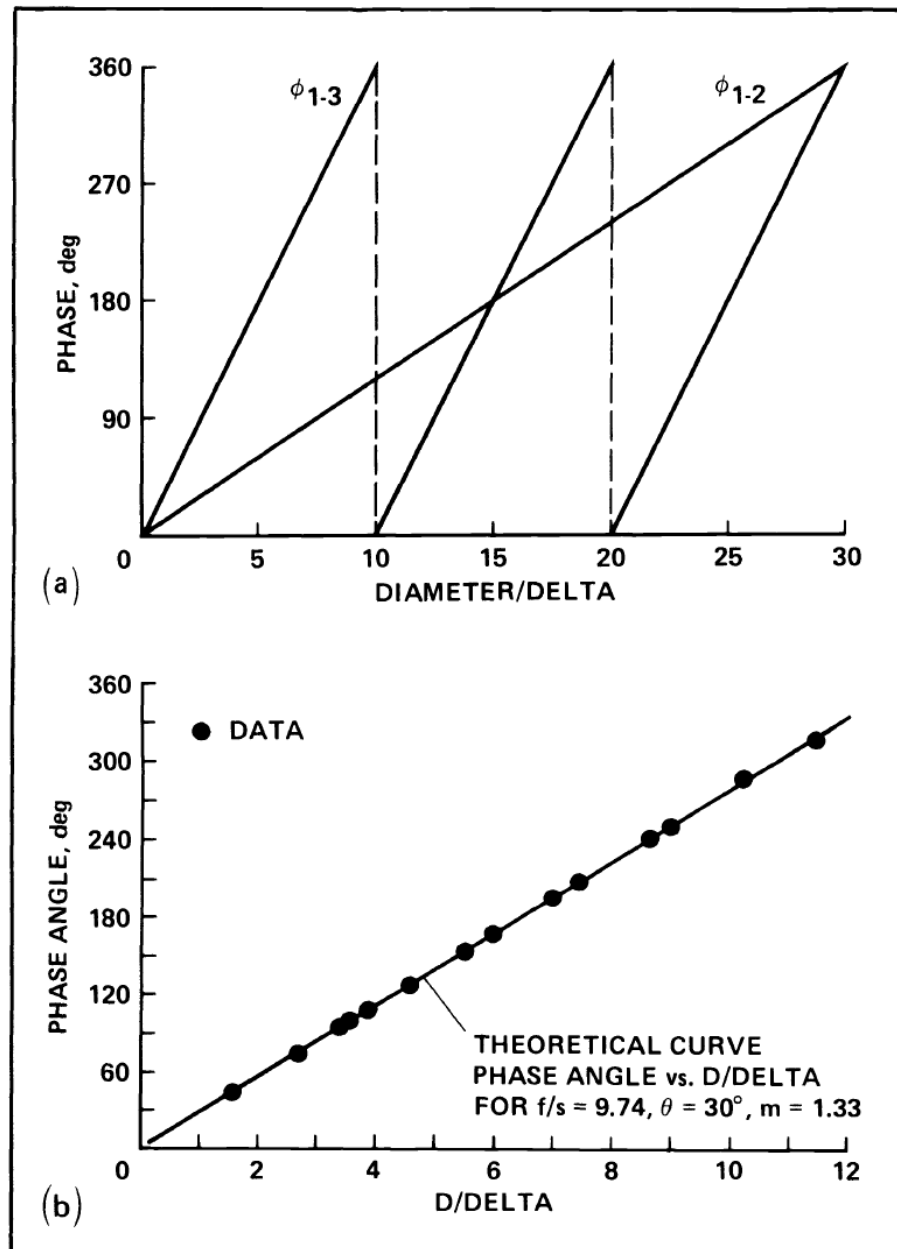 360
270
180
90
0
PHASE, deg
ϕ1-3
ϕ1-2
5
10
15
20
25
30
DIAMETER/DELTA
(a)
360
300
240
180
120
60
0
PHASE ANGLE, deg
● DATA
THEORETICAL CURVE
PHASE ANGLE vs. D/DELTA
FOR f/s = 9.74, θ = 30°, m = 1.33
2
4
6
8
10
12
D/DELTA
(b)